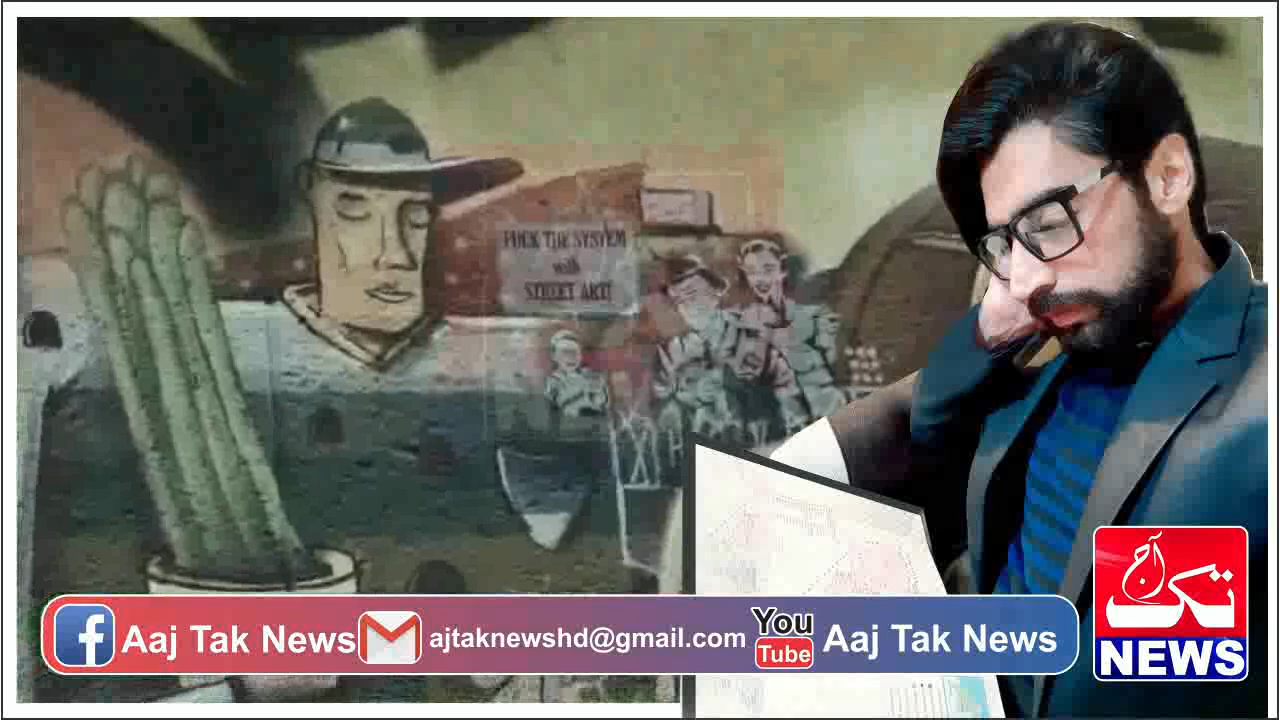 FUCK THE SYSTEM
with
STREET ART!
Aaj Tak News
ajtaknewshd@gmail.com
You
Tube
Aaj Tak News
آج تک
NEWS